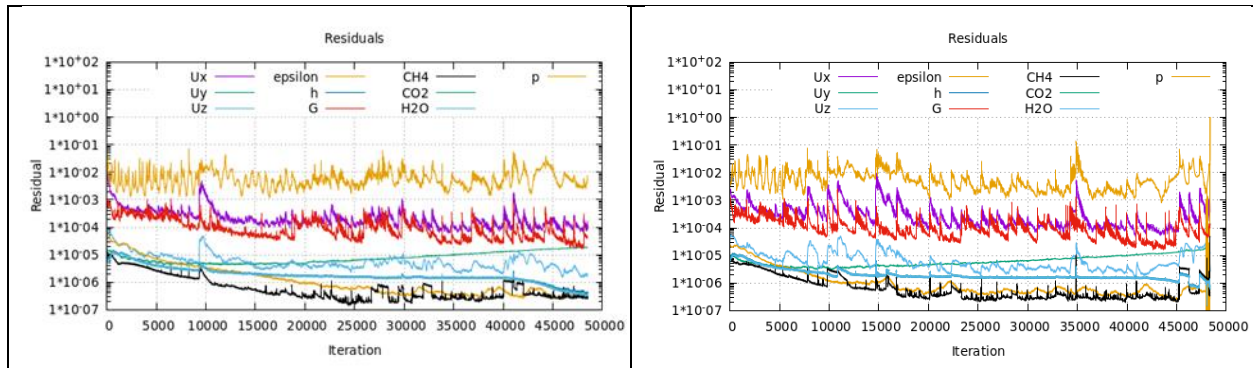 Residuals
1*10+02
1*10+01
1*10+00
1*10-01
1*10-02
1*10-03
1*10-04
1*10-05
1*10-06
1*10-07
Residual
Ux epsilon CH4 p
Uy h CO2
Uz G H2O
0 5000 10000 15000 20000 25000 30000 35000 40000 45000 50000
Iteration
Residuals
1*10+02
1*10+01
1*10+00
1*10-01
1*10-02
1*10-03
1*10-04
1*10-05
1*10-06
1*10-07
Residual
Ux epsilon CH4 p
Uy h CO2
Uz G H2O
0 5000 10000 15000 20000 25000 30000 35000 40000 45000 50000
Iteration